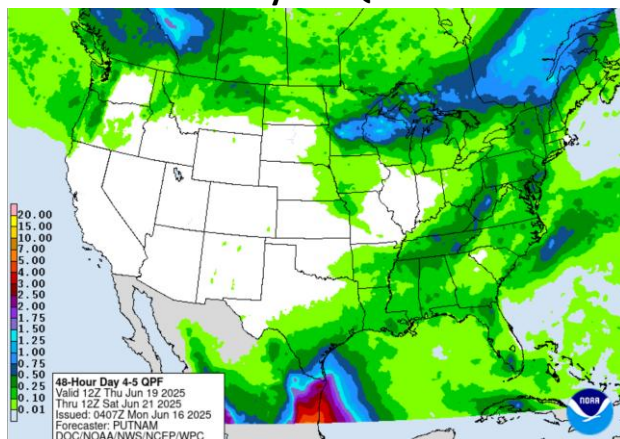 20.00
15.00
10.00
7.00
5.00
4.00
3.00
2.50
2.00
1.75
1.50
1.25
1.00
0.75
0.50
0.25
0.10
0.01
48-Hour Day 4-5 QPF
Valid 12Z Thu Jun 19 2025
Thru 12Z Sat Jun 21 2025
Issued: 0407Z Mon Jun 16 2025
Forecaster: PUTNAM
DOC/NOAA/NWS/NCEP/WPC
NOAA